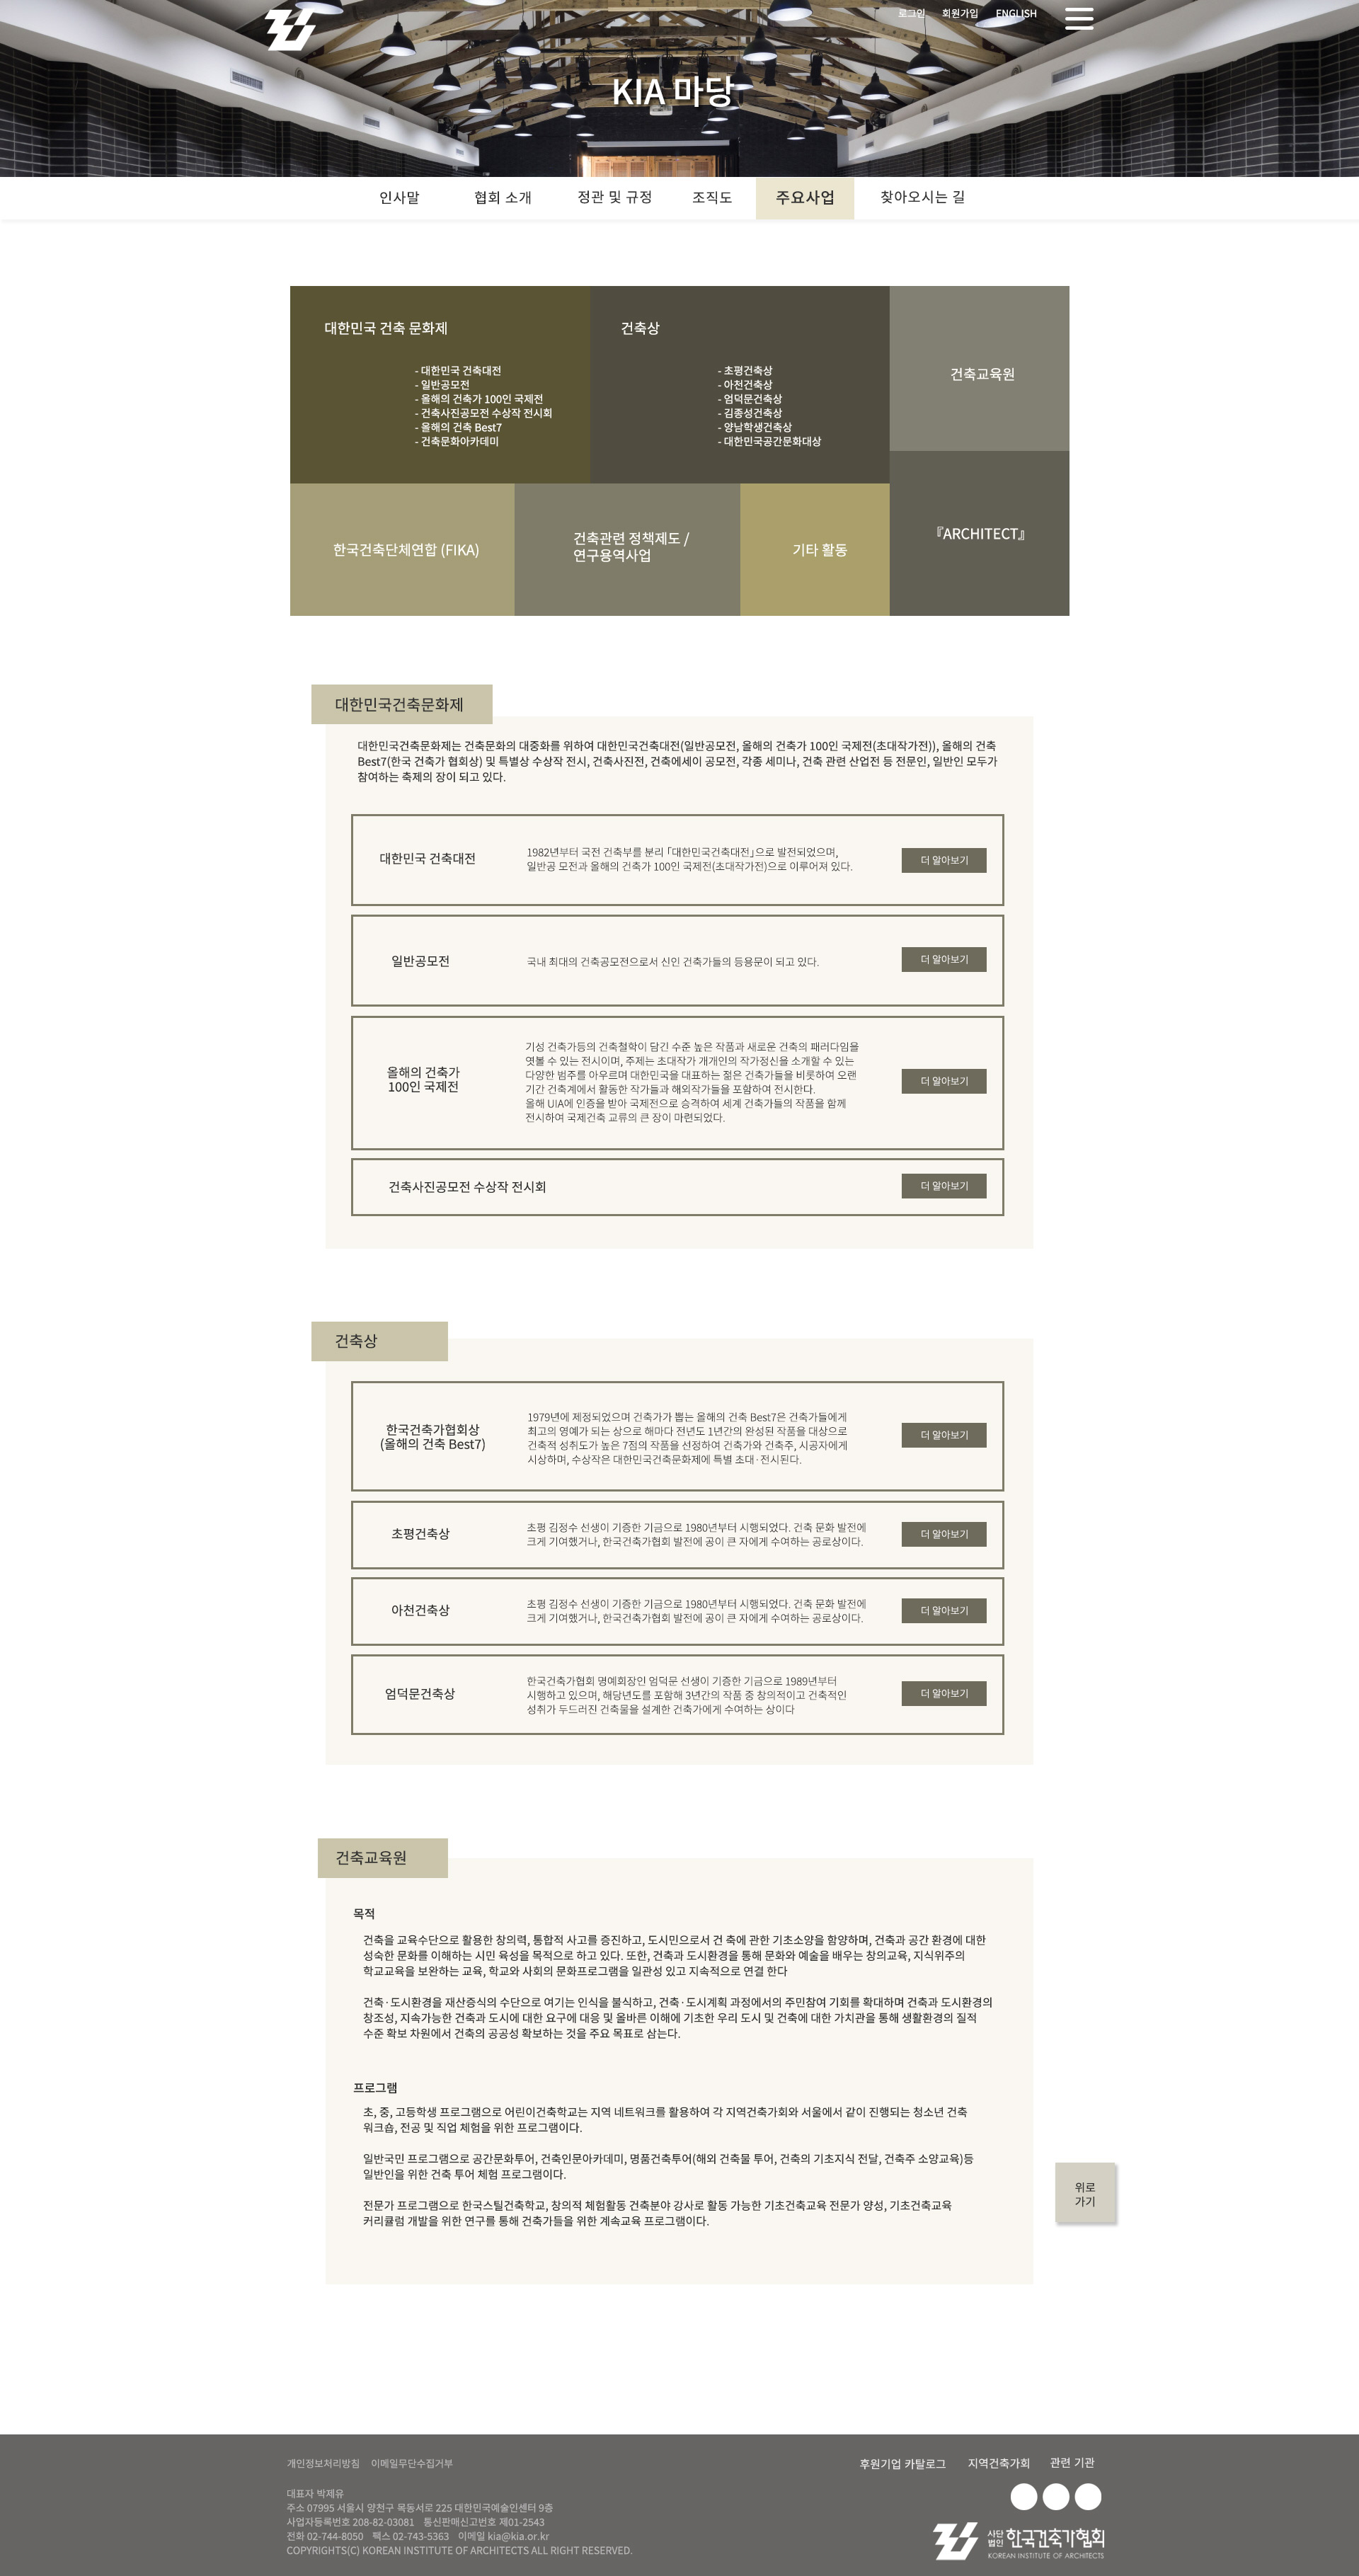 로그인 회원가입 ENGLISH
KIA 마당
인사말 협회 소개 정관 및 규정 조직도 주요사업 찾아오시는 길
대한민국 건축 문화제
- 대한민국 건축대전
- 일반공모전
- 올해의 건축가 100인 국제전
- 건축사진공모전 수상작 전시회
- 올해의 건축 Best7
- 건축문화아카데미
건축상
- 초평건축상
- 아천건축상
- 엄덕문건축상
- 김종성건축상
- 양남학생건축상
- 대한민국공간문화대상
건축교육원
한국건축단체연합 (FIKA)
건축관련 정책제도 /
연구용역사업
기타 활동
『ARCHITECT』
대한민국건축문화제
대한민국건축문화제는 건축문화의 대중화를 위하여 대한민국건축대전(일반공모전, 올해의 건축가 100인 국제전(초대작가전)), 올해의 건축
Best7(한국 건축가 협회상) 및 특별상 수상작 전시, 건축사진전, 건축에세이 공모전, 각종 세미나, 건축 관련 산업전 등 전문인, 일반인 모두가
참여하는 축제의 장이 되고 있다.
대한민국 건축대전
1982년부터 국전 건축부를 분리 「대한민국건축대전」으로 발전되었으며,
일반공 모전과 올해의 건축가 100인 국제전(초대작가전)으로 이루어져 있다.
더 알아보기
일반공모전
국내 최대의 건축공모전으로서 신인 건축가들의 등용문이 되고 있다.
더 알아보기
올해의 건축가
100인 국제전
기성 건축가등의 건축철학이 담긴 수준 높은 작품과 새로운 건축의 패러다임을
엿볼 수 있는 전시이며, 주제는 초대작가 개개인의 작가정신을 소개할 수 있는
다양한 범주를 아우르며 대한민국을 대표하는 젊은 건축가들을 비롯하여 오랜
기간 건축계에서 활동한 작가들과 해외작가들을 포함하여 전시한다.
올해 UIA에 인증을 받아 국제전으로 승격하여 세계 건축가들의 작품을 함께
전시하여 국제건축 교류의 큰 장이 마련되었다.
더 알아보기
건축사진공모전 수상작 전시회
더 알아보기
건축상
한국건축가협회상
(올해의 건축 Best7)
1979년에 제정되었으며 건축가가 뽑는 올해의 건축 Best7은 건축가들에게
최고의 영예가 되는 상으로 해마다 전년도 1년간의 완성된 작품을 대상으로
건축적 성취도가 높은 7점의 작품을 선정하여 건축가와 건축주, 시공자에게
시상하며, 수상작은 대한민국건축문화제에 특별 초대·전시된다.
더 알아보기
초평건축상
초평 김정수 선생이 기증한 기금으로 1980년부터 시행되었다. 건축 문화 발전에
크게 기여했거나, 한국건축가협회 발전에 공이 큰 자에게 수여하는 공로상이다.
더 알아보기
아천건축상
초평 김정수 선생이 기증한 기금으로 1980년부터 시행되었다. 건축 문화 발전에
크게 기여했거나, 한국건축가협회 발전에 공이 큰 자에게 수여하는 공로상이다.
더 알아보기
엄덕문건축상
한국건축가협회 명예회장인 엄덕문 선생이 기증한 기금으로 1989년부터
시행하고 있으며, 해당년도를 포함해 3년간의 작품 중 창의적이고 건축적인
성취가 두드러진 건축물을 설계한 건축가에게 수여하는 상이다
더 알아보기
건축교육원
목적
건축을 교육수단으로 활용한 창의력, 통합적 사고를 증진하고, 도시민으로서 건 축에 관한 기초소양을 함양하며, 건축과 공간 환경에 대한
성숙한 문화를 이해하는 시민 육성을 목적으로 하고 있다. 또한, 건축과 도시환경을 통해 문화와 예술을 배우는 창의교육, 지식위주의
학교교육을 보완하는 교육, 학교와 사회의 문화프로그램을 일관성 있고 지속적으로 연결 한다
건축·도시환경을 재산증식의 수단으로 여기는 인식을 불식하고, 건축·도시계획 과정에서의 주민참여 기회를 확대하며 건축과 도시환경의
창조성, 지속가능한 건축과 도시에 대한 요구에 대응 및 올바른 이해에 기초한 우리 도시 및 건축에 대한 가치관을 통해 생활환경의 질적
수준 확보 차원에서 건축의 공공성 확보하는 것을 주요 목표로 삼는다.
프로그램
초, 중, 고등학생 프로그램으로 어린이건축학교는 지역 네트워크를 활용하여 각 지역건축가회와 서울에서 같이 진행되는 청소년 건축
워크숍, 전공 및 직업 체험을 위한 프로그램이다.
일반국민 프로그램으로 공간문화투어, 건축인문아카데미, 명품건축투어(해외 건축물 투어, 건축의 기초지식 전달, 건축주 소양교육)등
일반인을 위한 건축 투어 체험 프로그램이다.
전문가 프로그램으로 한국스틸건축학교, 창의적 체험활동 건축분야 강사로 활동 가능한 기초건축교육 전문가 양성, 기초건축교육
커리큘럼 개발을 위한 연구를 통해 건축가들을 위한 계속교육 프로그램이다.
위로
가기
개인정보처리방침 이메일무단수집거부
후원기업 카탈로그 지역건축가회 관련 기관
대표자 박제유
주소 07995 서울시 양천구 목동서로 225 대한민국예술인센터 9층
사업자등록번호 208-82-03081 통신판매신고번호 제01-2543
전화 02-744-8050 팩스 02-743-5363 이메일 kia@kia.or.kr
COPYRIGHTS(C) KOREAN INSTITUTE OF ARCHITECTS ALL RIGHT RESERVED.
사단
법인 한국건축가협회
KOREAN INSTITUTE OF ARCHITECTS